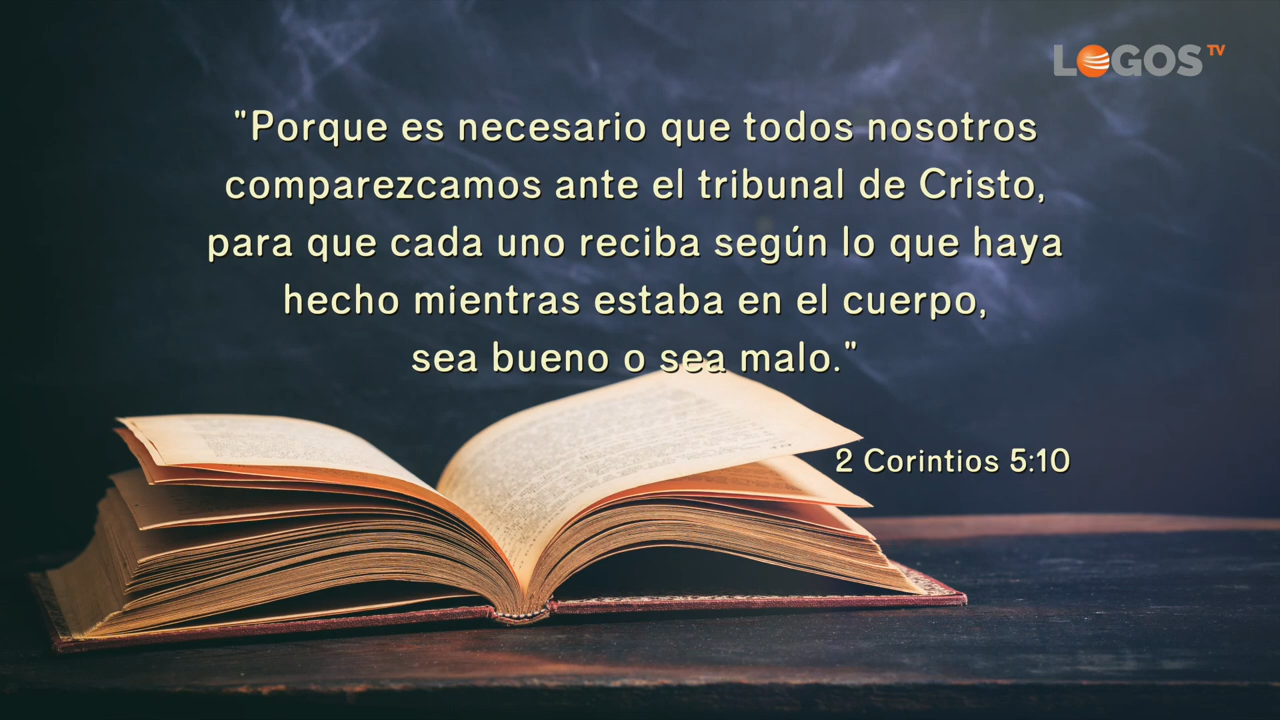 LOGOS TV
"Porque es necesario que todos nosotros
comparezcamos ante el tribunal de Cristo,
para que cada uno reciba según lo que haya
hecho mientras estaba en el cuerpo,
sea bueno o sea malo."
2 Corintios 5:10